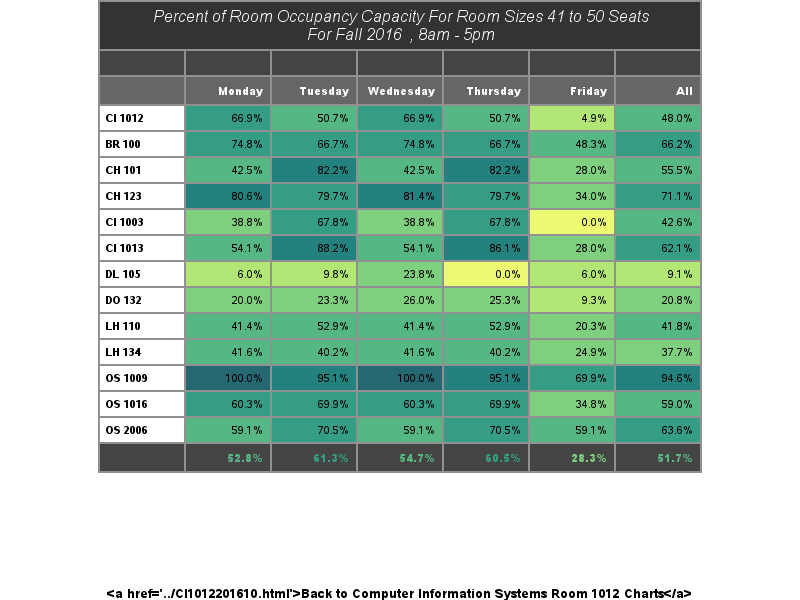 Percent of Room Occupancy Capacity For Room Sizes 41 to 50 Seats
For Fall 2016 , 8am - 5pm
Monday Tuesday Wednesday Thursday Friday All
CI 1012 66.9% 50.7% 66.9% 50.7% 4.9% 48.0%
BR 100 74.8% 66.7% 74.8% 66.7% 48.3% 66.2%
CH 101 42.5% 82.2% 42.5% 82.2% 28.0% 55.5%
CH 123 80.6% 79.7% 81.4% 79.7% 34.0% 71.1%
CI 1003 38.8% 67.8% 38.8% 67.8% 0.0% 42.6%
CI 1013 54.1% 88.2% 54.1% 86.1% 28.0% 62.1%
DL 105 6.0% 9.8% 23.8% 0.0% 6.0% 9.1%
DO 132 20.0% 23.3% 26.0% 25.3% 9.3% 20.8%
LH 110 41.4% 52.9% 41.4% 52.9% 20.3% 41.8%
LH 134 41.6% 40.2% 41.6% 40.2% 24.9% 37.7%
OS 1009 100.0% 95.1% 100.0% 95.1% 69.9% 94.6%
OS 1016 60.3% 69.9% 60.3% 69.9% 34.8% 59.0%
OS 2006 59.1% 70.5% 59.1% 70.5% 59.1% 63.6%
52.8% 61.3% 54.7% 60.5% 28.3% 51.7%
&lt;a href='../CI1012201610.html'&gt;Back to Computer Information Systems Room 1012 Charts&lt;/a&gt;